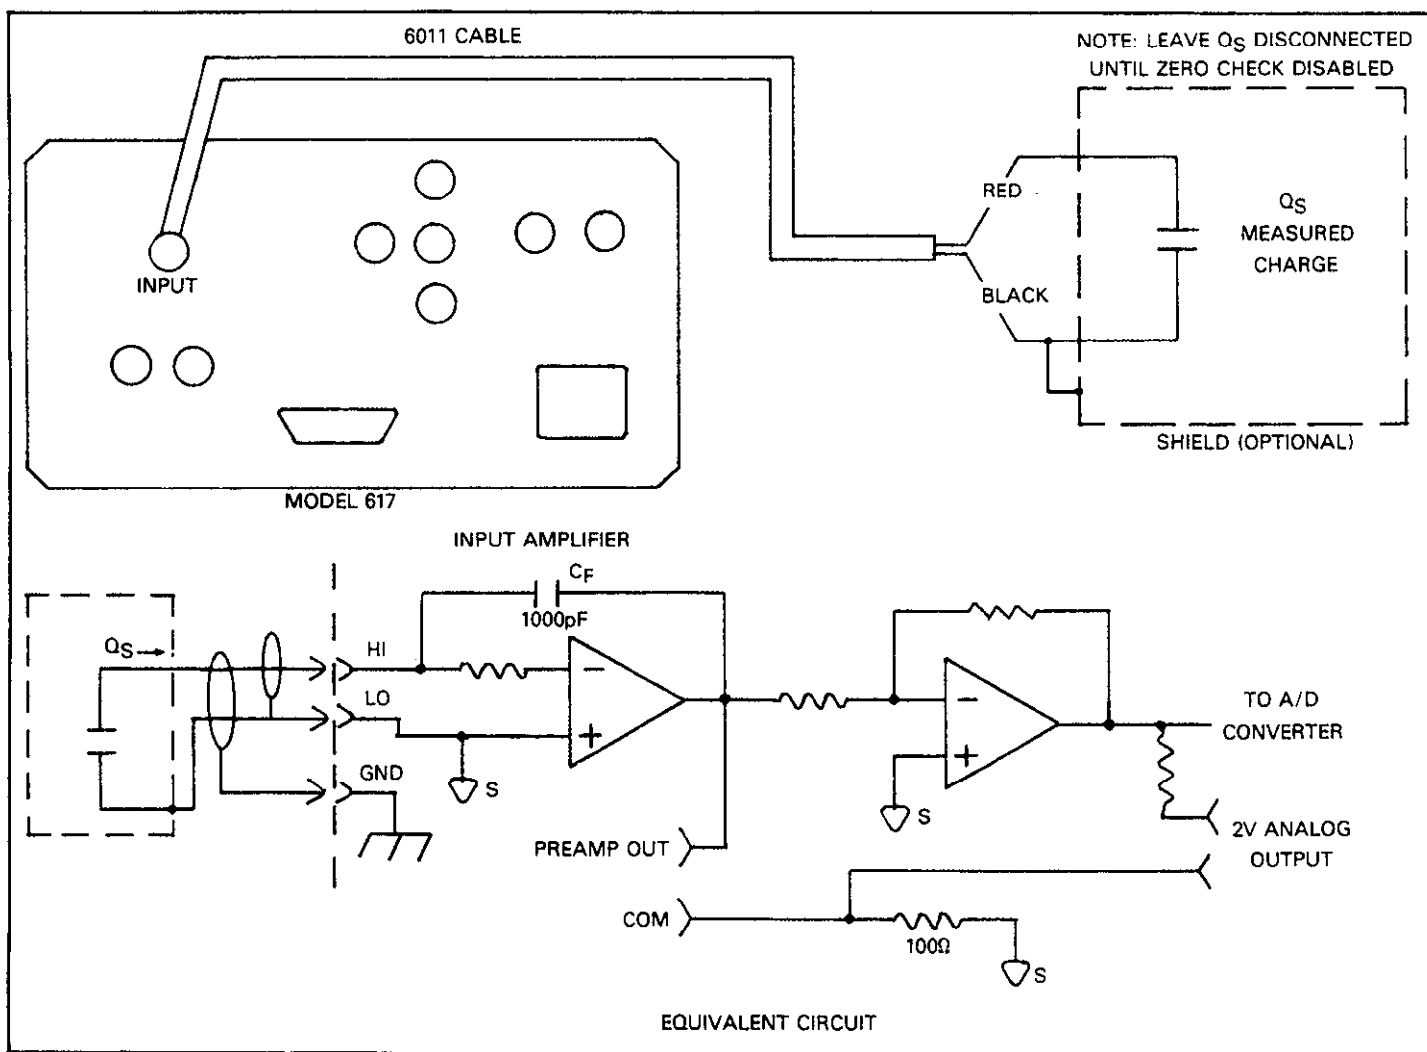 6011 CABLE
NOTE: LEAVE QS DISCONNECTED
UNTIL ZERO CHECK DISABLED
RED
QS
MEASURED
CHARGE
INPUT
BLACK
SHIELD (OPTIONAL)
MODEL 617
INPUT AMPLIFIER
CF
1000pF
QS
HI
−
LO
+
S
GND
−
+
S
TO A/D
CONVERTER
PREAMP OUT
2V ANALOG
OUTPUT
COM
100Ω
S
EQUIVALENT CIRCUIT